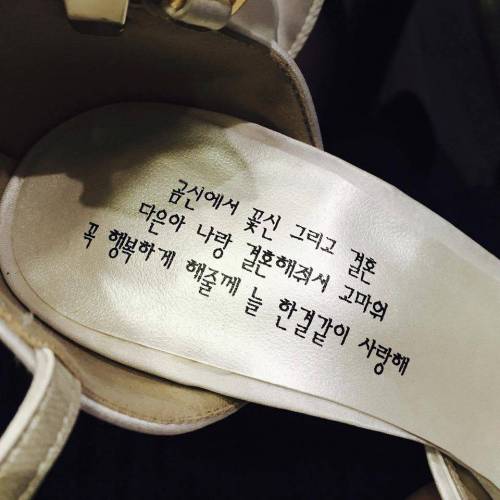 곰신에서 꽃신 그리고 결혼
다은아 나랑 결혼해줘서 고마워
꼭 행복하게 해줄께 늘 한결같이 사랑해